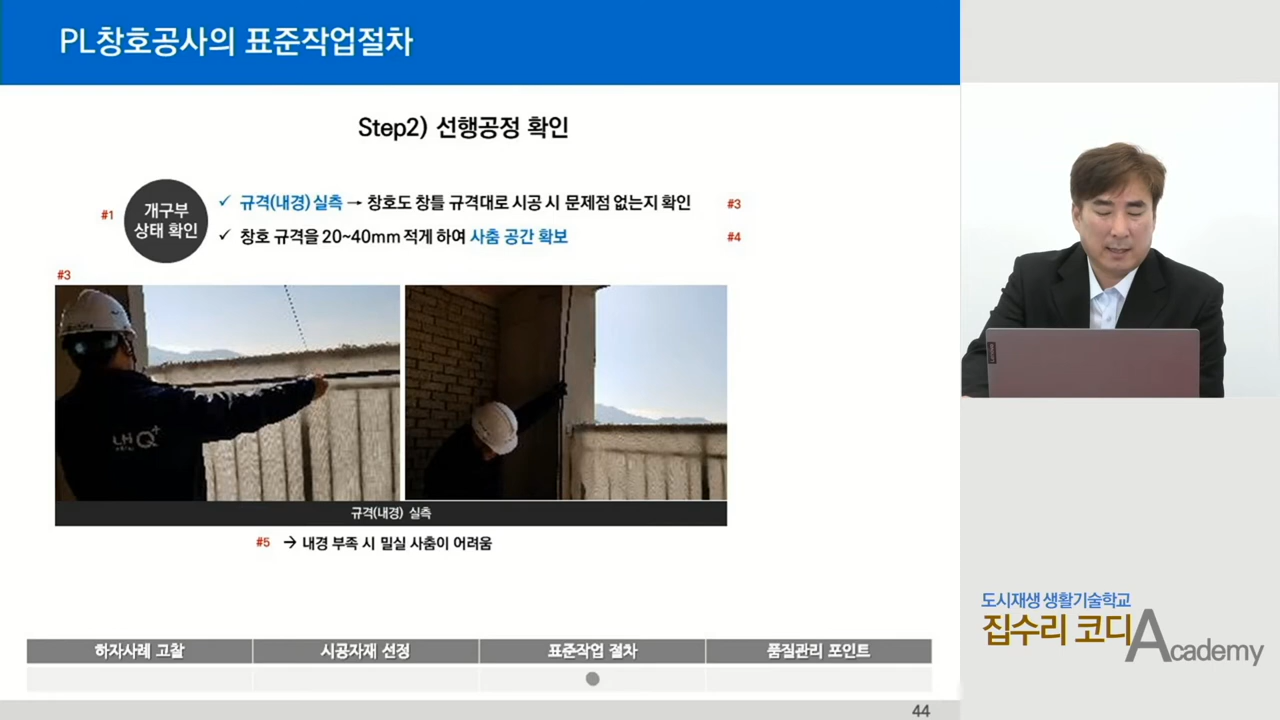 PL창호공사의 표준작업절차
Step2) 선행공정 확인
#1
개구부
상태 확인
✓ 규격(내경) 실측 → 창호도 창틀 규격대로 시공 시 문제점 없는지 확인 #3
✓ 창호 규격을 20~40mm 적게 하여 사춤 공간 확보 #4
#3
LH Q+
규격(내경) 실측
#5 → 내경 부족 시 밀실 사춤이 어려움
하자사례 고찰 시공자재 선정 표준작업 절차 품질관리 포인트
44
Lenovo
도시재생 생활기술학교
집수리 코디 Academy